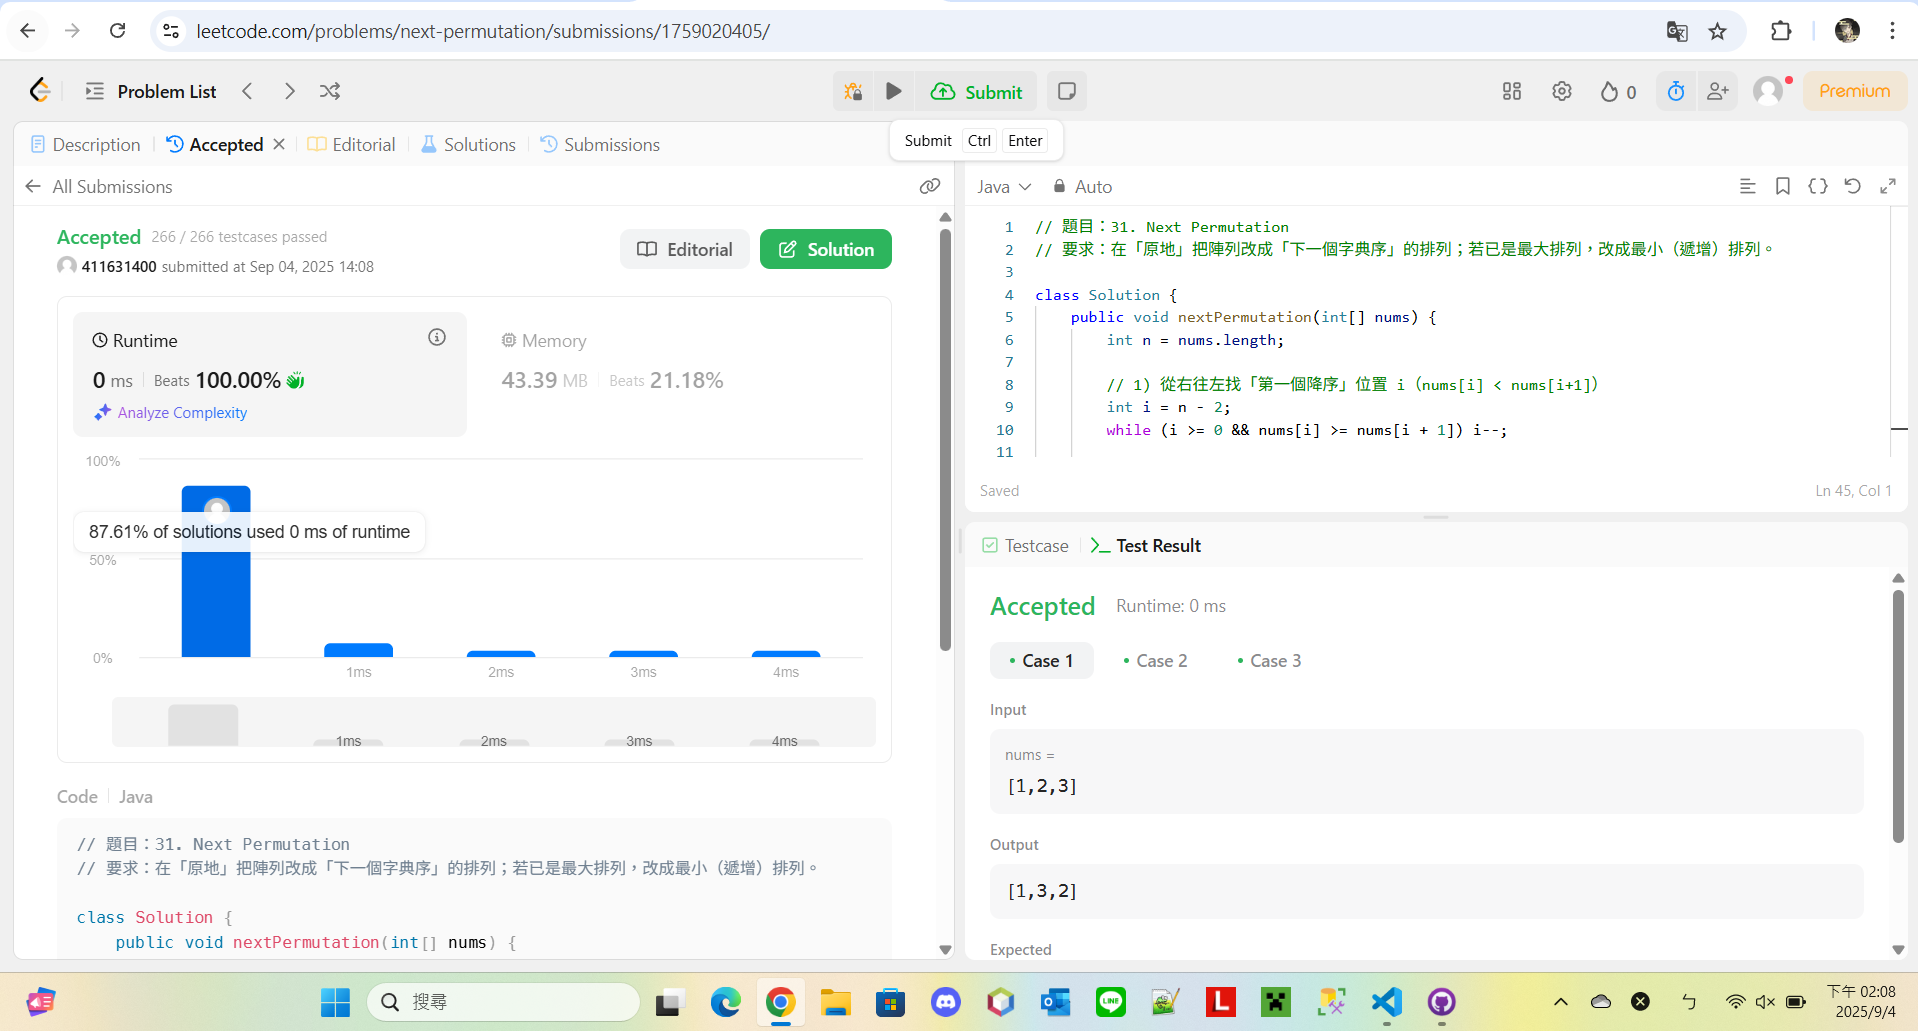 leetcode.com/problems/next-permutation/submissions/1759020405/
Problem List
Submit
0
Premium
Submit Ctrl Enter
Description
Accepted
Editorial
Solutions
Submissions
All Submissions
Accepted 266 / 266 testcases passed
411631400 submitted at Sep 04, 2025 14:08
Editorial
Solution
Runtime
0 ms Beats 100.00%
Analyze Complexity
Memory
43.39 MB Beats 21.18%
100%
87.61% of solutions used 0 ms of runtime
50%
0%
1ms 2ms 3ms 4ms
1ms 2ms 3ms 4ms
Code Java
// 題目：31. Next Permutation
// 要求：在「原地」把陣列改成「下一個字典序」的排列；若已是最大排列，改成最小（遞增）排列。
class Solution {
public void nextPermutation(int[] nums) {
Java Auto
1 // 題目：31. Next Permutation
2 // 要求：在「原地」把陣列改成「下一個字典序」的排列；若已是最大排列，改成最小（遞增）排列。
3
4 class Solution {
5 public void nextPermutation(int[] nums) {
6 int n = nums.length;
7
8 // 1) 從右往左找「第一個降序」位置 i（nums[i] < nums[i+1]）
9 int i = n - 2;
10 while (i >= 0 && nums[i] >= nums[i + 1]) i--;
11
Saved
Ln 45, Col 1
Testcase
Test Result
Accepted Runtime: 0 ms
Case 1 Case 2 Case 3
Input
nums =
[1,2,3]
Output
[1,3,2]
Expected
搜尋
LINE
L
ㄣ
下午 02:08
2025/9/4